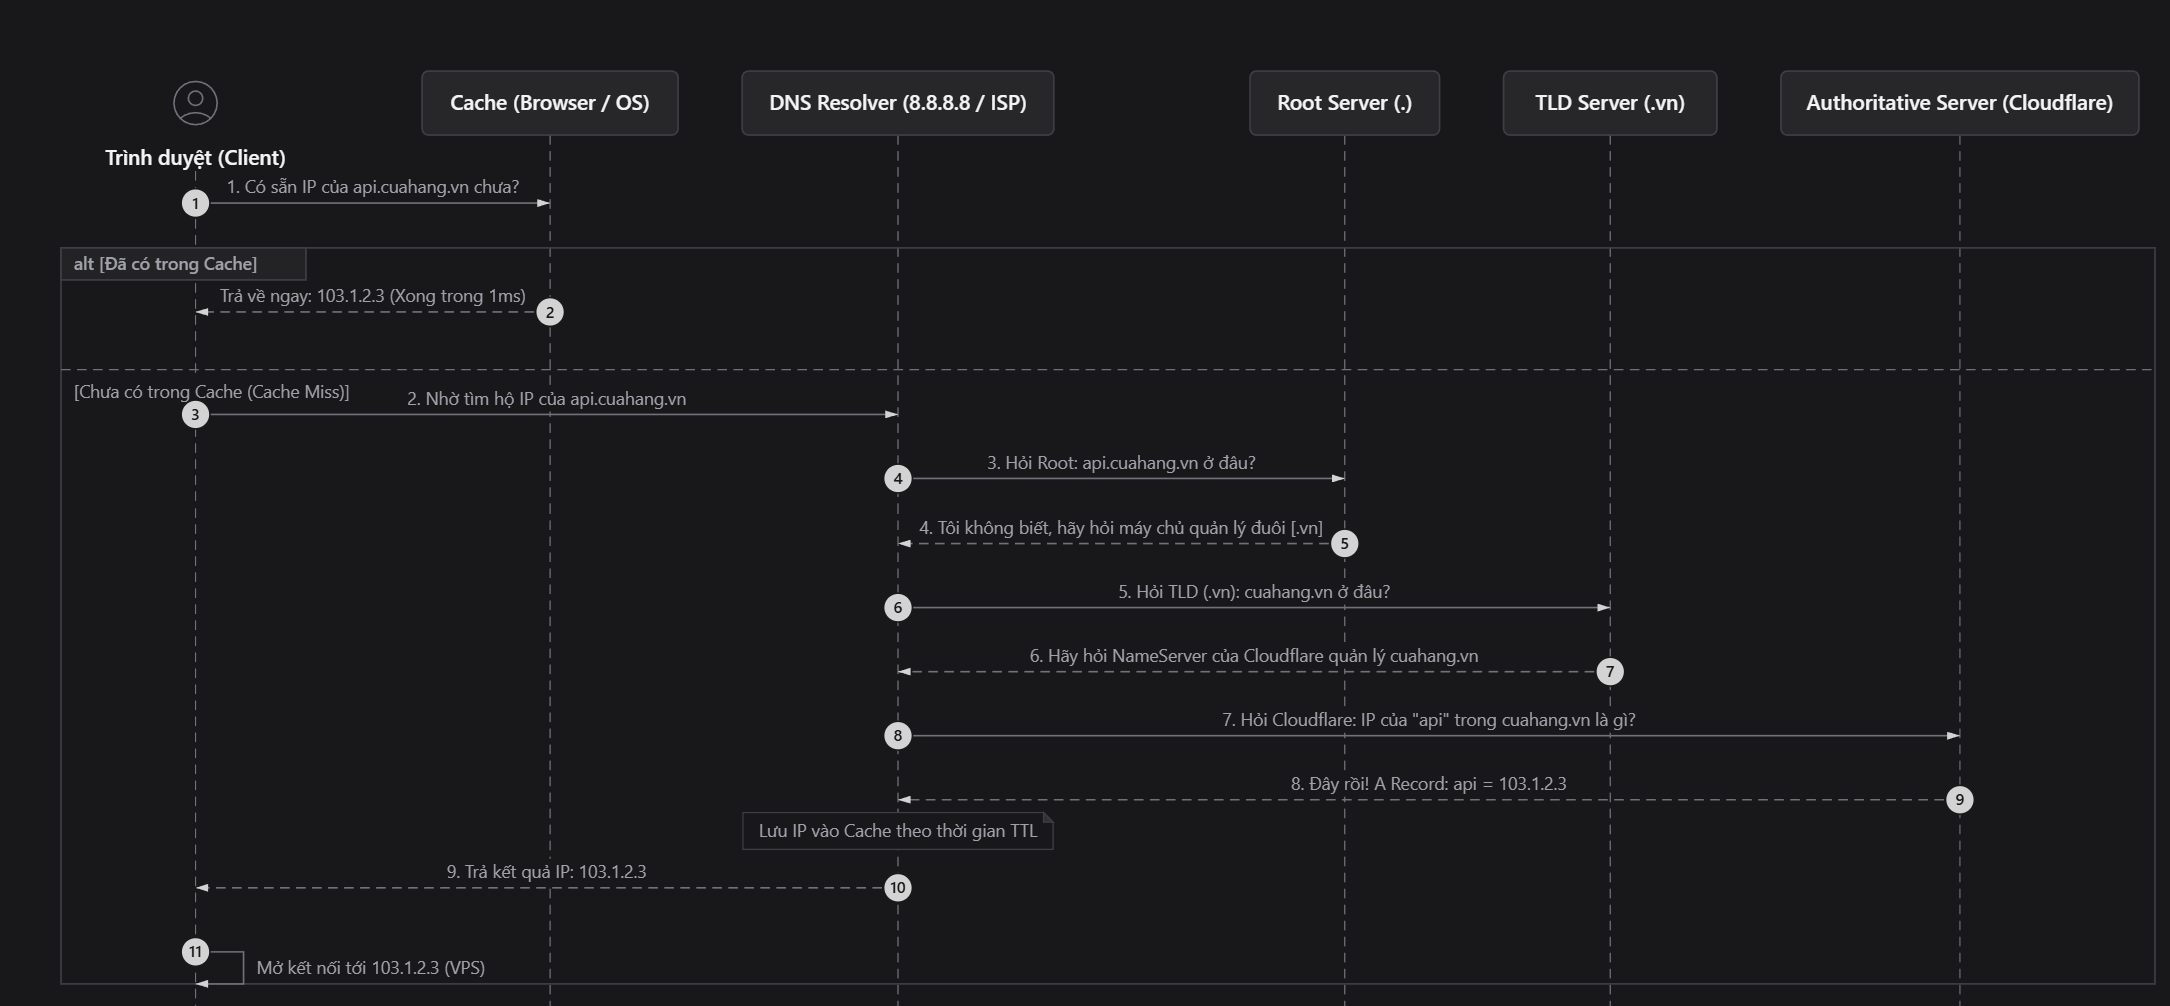 Cache (Browser / OS)
DNS Resolver (8.8.8.8 / ISP)
Root Server (.)
TLD Server (.vn)
Authoritative Server (Cloudflare)
Trình duyệt (Client)
1. Có sẵn IP của api.cuahang.vn chưa?
1
alt [Đã có trong Cache]
Trả về ngay: 103.1.2.3 (Xong trong 1ms)
2
[Chưa có trong Cache (Cache Miss)]
2. Nhờ tìm hộ IP của api.cuahang.vn
3
3. Hỏi Root: api.cuahang.vn ở đâu?
4
4. Tôi không biết, hãy hỏi máy chủ quản lý đuôi [.vn]
5
5. Hỏi TLD (.vn): cuahang.vn ở đâu?
6
6. Hãy hỏi NameServer của Cloudflare quản lý cuahang.vn
7
7. Hỏi Cloudflare: IP của "api" trong cuahang.vn là gì?
8
8. Đây rồi! A Record: api = 103.1.2.3
9
Lưu IP vào Cache theo thời gian TTL
9. Trả kết quả IP: 103.1.2.3
10
11
Mở kết nối tới 103.1.2.3 (VPS)